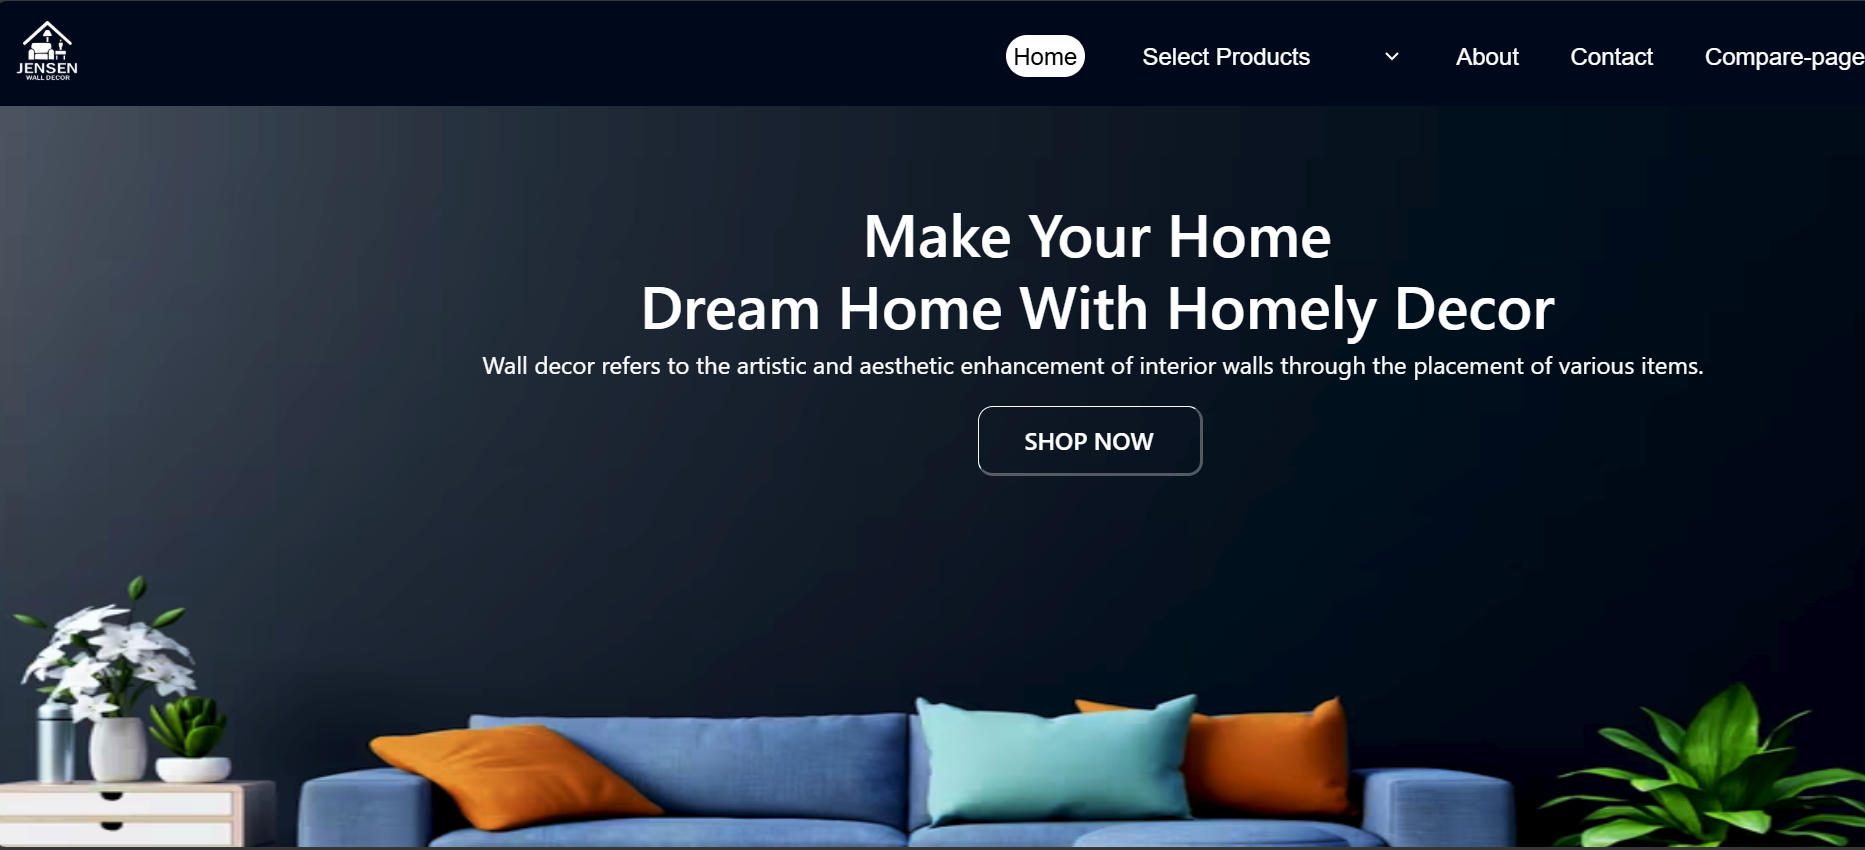 JENSEN
WALL DECOR
Home
Select Products
About
Contact
Compare-page
Make Your Home
Dream Home With Homely Decor
Wall decor refers to the artistic and aesthetic enhancement of interior walls through the placement of various items.
SHOP NOW